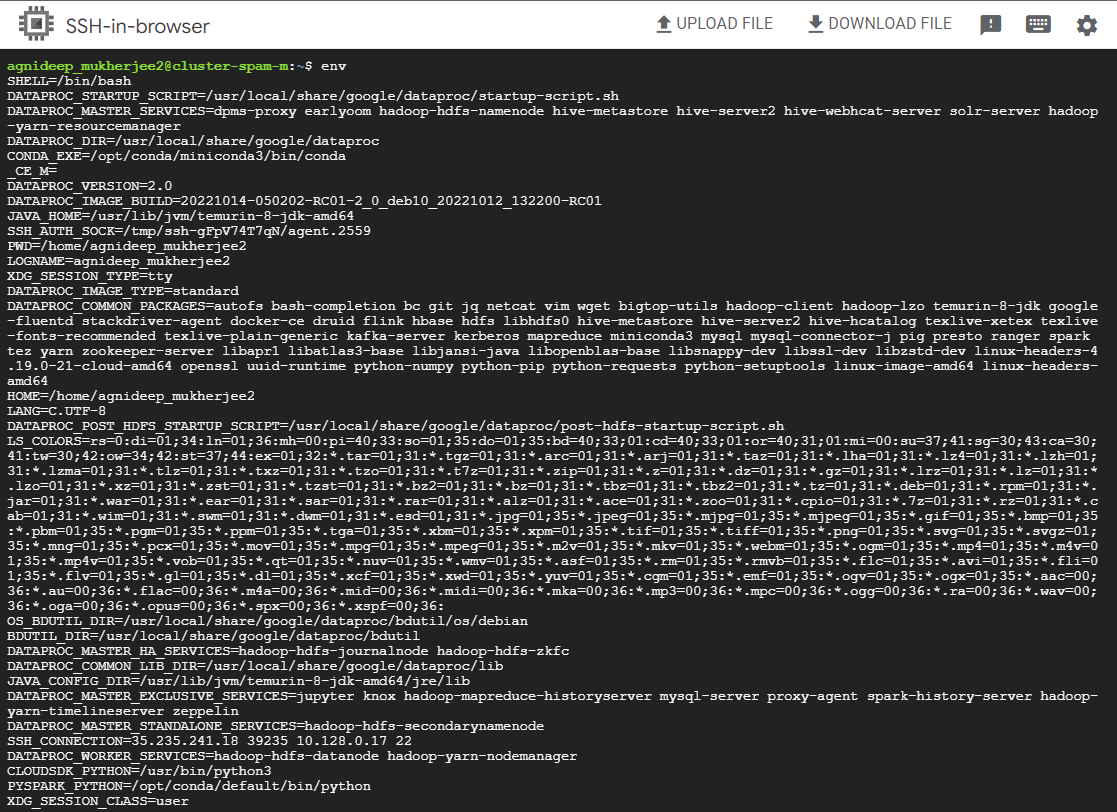 SSH-in-browser
UPLOAD FILE
DOWNLOAD FILE
agnideep_mukherjee2@cluster-spam-m:~$ env
SHELL=/bin/bash
DATAPROC_STARTUP_SCRIPT=/usr/local/share/google/dataproc/startup-script.sh
DATAPROC_MASTER_SERVICES=dpms-proxy earlyoom hadoop-hdfs-namenode hive-metastore hive-server2 hive-webhcat-server solr-server hadoop
-yarn-resourcemanager
DATAPROC_DIR=/usr/local/share/google/dataproc
CONDA_EXE=/opt/conda/miniconda3/bin/conda
_CE_M=
DATAPROC_VERSION=2.0
DATAPROC_IMAGE_BUILD=20221014-050202-RC01-2_0_deb10_20221012_132200-RC01
JAVA_HOME=/usr/lib/jvm/temurin-8-jdk-amd64
SSH_AUTH_SOCK=/tmp/ssh-gFpV74T7qN/agent.2559
PWD=/home/agnideep_mukherjee2
LOGNAME=agnideep_mukherjee2
XDG_SESSION_TYPE=tty
DATAPROC_IMAGE_TYPE=standard
DATAPROC_COMMON_PACKAGES=autofs bash-completion bc git jq netcat vim wget bigtop-utils hadoop-client hadoop-lzo temurin-8-jdk google
-fluentd stackdriver-agent docker-ce druid flink hbase hdfs libhdfs0 hive-metastore hive-server2 hive-hcatalog texlive-xetex texlive
-fonts-recommended texlive-plain-generic kafka-server kerberos mapreduce miniconda3 mysql mysql-connector-j pig presto ranger spark 
tez yarn zookeeper-server libapr1 libatlas3-base libjansi-java libopenblas-base libsnappy-dev libssl-dev libzstd-dev linux-headers-4
.19.0-21-cloud-amd64 openssl uuid-runtime python-numpy python-pip python-requests python-setuptools linux-image-amd64 linux-headers-
amd64
HOME=/home/agnideep_mukherjee2
LANG=C.UTF-8
DATAPROC_POST_HDFS_STARTUP_SCRIPT=/usr/local/share/google/dataproc/post-hdfs-startup-script.sh
LS_COLORS=rs=0:di=01;34:ln=01;36:mh=00:pi=40;33:so=01;35:do=01;35:bd=40;33;01:cd=40;33;01:or=40;31;01:mi=00:su=37;41:sg=30;43:ca=30;
41:tw=30;42:ow=34;42:st=37;44:ex=01;32:*.tar=01;31:*.tgz=01;31:*.arc=01;31:*.arj=01;31:*.taz=01;31:*.lha=01;31:*.lz4=01;31:*.lzh=01;
31:*.lzma=01;31:*.tlz=01;31:*.txz=01;31:*.tzo=01;31:*.t7z=01;31:*.zip=01;31:*.z=01;31:*.dz=01;31:*.gz=01;31:*.lrz=01;31:*.lz=01;31:*
.lzo=01;31:*.xz=01;31:*.zst=01;31:*.tzst=01;31:*.bz2=01;31:*.bz=01;31:*.tbz=01;31:*.tbz2=01;31:*.tz=01;31:*.deb=01;31:*.rpm=01;31:*.
jar=01;31:*.war=01;31:*.ear=01;31:*.sar=01;31:*.rar=01;31:*.alz=01;31:*.ace=01;31:*.zoo=01;31:*.cpio=01;31:*.7z=01;31:*.rz=01;31:*.c
ab=01;31:*.wim=01;31:*.swm=01;31:*.dwm=01;31:*.esd=01;31:*.jpg=01;35:*.jpeg=01;35:*.mjpg=01;35:*.mjpeg=01;35:*.gif=01;35:*.bmp=01;35
:*.pbm=01;35:*.pgm=01;35:*.ppm=01;35:*.tga=01;35:*.xbm=01;35:*.xpm=01;35:*.tif=01;35:*.tiff=01;35:*.png=01;35:*.svg=01;35:*.svgz=01;
35:*.mng=01;35:*.pcx=01;35:*.mov=01;35:*.mpg=01;35:*.mpeg=01;35:*.m2v=01;35:*.mkv=01;35:*.webm=01;35:*.ogm=01;35:*.mp4=01;35:*.m4v=0
1;35:*.mp4v=01;35:*.vob=01;35:*.qt=01;35:*.nuv=01;35:*.wmv=01;35:*.asf=01;35:*.rm=01;35:*.rmvb=01;35:*.flc=01;35:*.avi=01;35:*.fli=0
1;35:*.flv=01;35:*.gl=01;35:*.dl=01;35:*.xcf=01;35:*.xwd=01;35:*.yuv=01;35:*.cgm=01;35:*.emf=01;35:*.ogv=01;35:*.ogx=01;35:*.aac=00;
36:*.au=00;36:*.flac=00;36:*.m4a=00;36:*.mid=00;36:*.midi=00;36:*.mka=00;36:*.mp3=00;36:*.mpc=00;36:*.ogg=00;36:*.ra=00;36:*.wav=00;
36:*.oga=00;36:*.opus=00;36:*.spx=00;36:*.xspf=00;36:
OS_BDUTIL_DIR=/usr/local/share/google/dataproc/bdutil/os/debian
BDUTIL_DIR=/usr/local/share/google/dataproc/bdutil
DATAPROC_MASTER_HA_SERVICES=hadoop-hdfs-journalnode hadoop-hdfs-zkfc
DATAPROC_COMMON_LIB_DIR=/usr/local/share/google/dataproc/lib
JAVA_CONFIG_DIR=/usr/lib/jvm/temurin-8-jdk-amd64/jre/lib
DATAPROC_MASTER_EXCLUSIVE_SERVICES=jupyter knox hadoop-mapreduce-historyserver mysql-server proxy-agent spark-history-server hadoop-
yarn-timelineserver zeppelin
DATAPROC_MASTER_STANDALONE_SERVICES=hadoop-hdfs-secondarynamenode
SSH_CONNECTION=35.235.241.18 39235 10.128.0.17 22
DATAPROC_WORKER_SERVICES=hadoop-hdfs-datanode hadoop-yarn-nodemanager
CLOUDSDK_PYTHON=/usr/bin/python3
PYSPARK_PYTHON=/opt/conda/default/bin/python
XDG_SESSION_CLASS=user